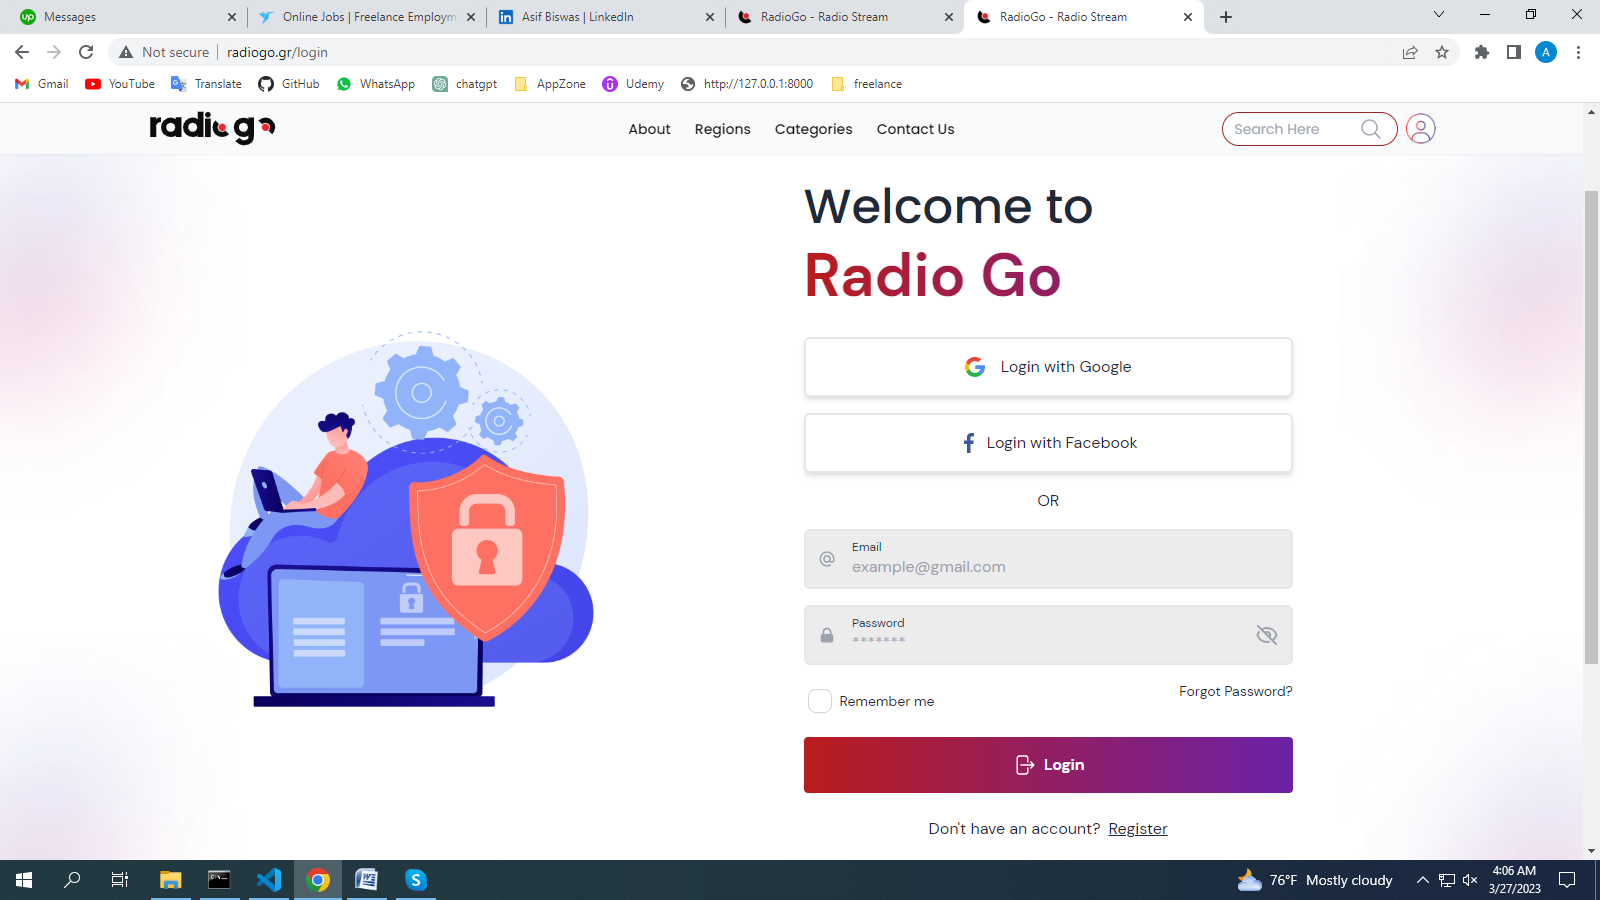 Messages
Online Jobs | Freelance Employm
Asif Biswas | LinkedIn
RadioGo - Radio Stream
RadioGo - Radio Stream
Not secure
radiogo.gr/login
A
Gmail
YouTube
Translate
GitHub
WhatsApp
chatgpt
AppZone
Udemy
http://127.0.0.1:8000
freelance
radio go
About
Regions
Categories
Contact Us
Search Here
Welcome to
Radio Go
Login with Google
Login with Facebook
OR
Email
example@gmail.com
Password
*******
Remember me
Forgot Password?
Login
Don't have an account? Register
76°F Mostly cloudy
4:06 AM
3/27/2023